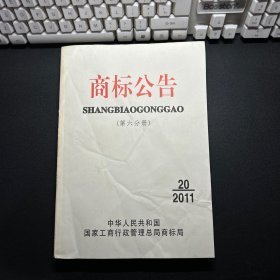 商标公告
SHANGBIAOGONGGAO
(第六分册)
20
2011
中华人民共和国
国家工商行政管理总局商标局